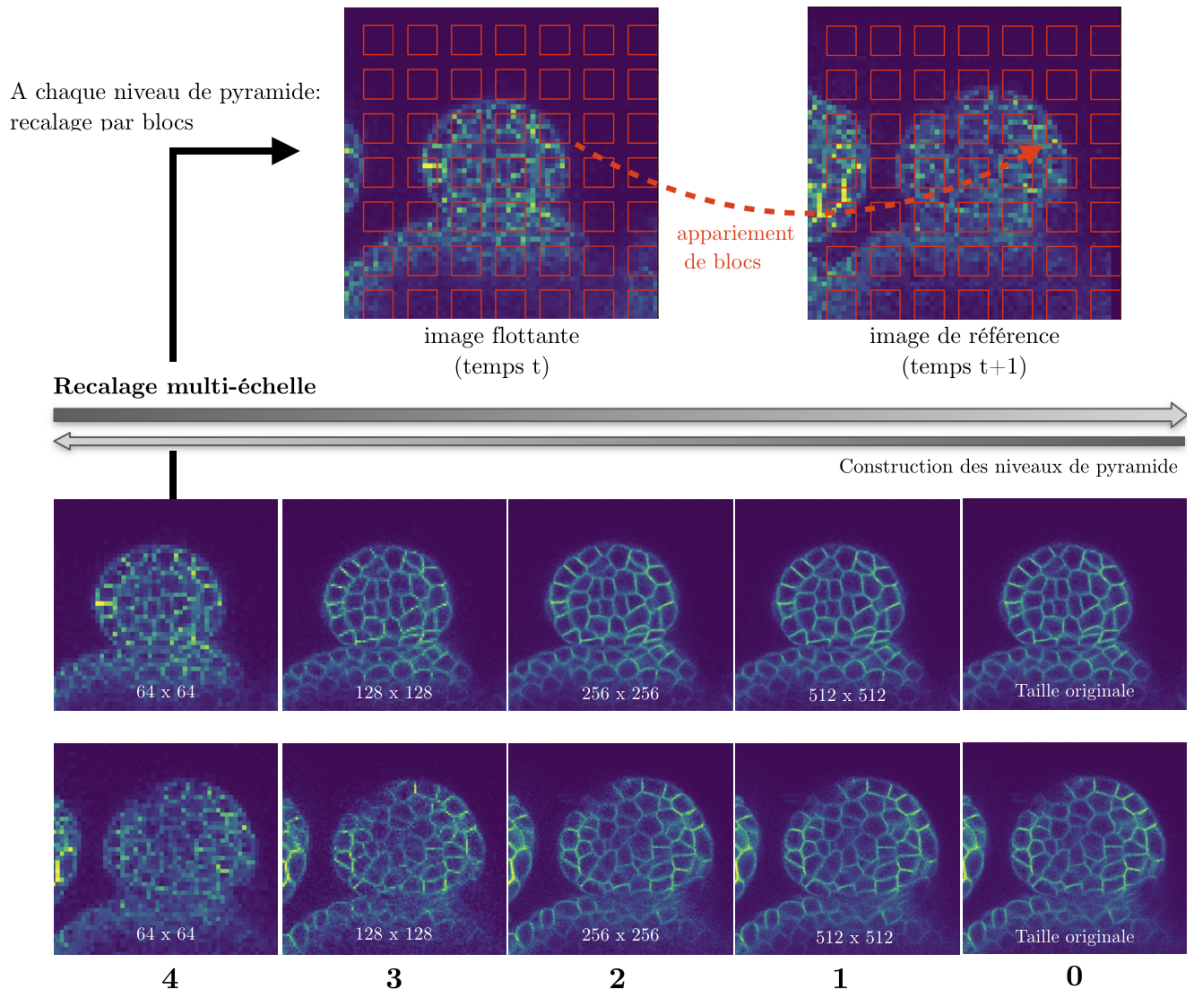 A chaque niveau de pyramide:
recalage par blocs
appariement
de blocs
image flottante
(temps t)
image de référence
(temps t+1)
Recalage multi-échelle
Construction des niveaux de pyramide
64 x 64
128 x 128
256 x 256
512 x 512
Taille originale
64 x 64
128 x 128
256 x 256
512 x 512
Taille originale
4
3
2
1
0